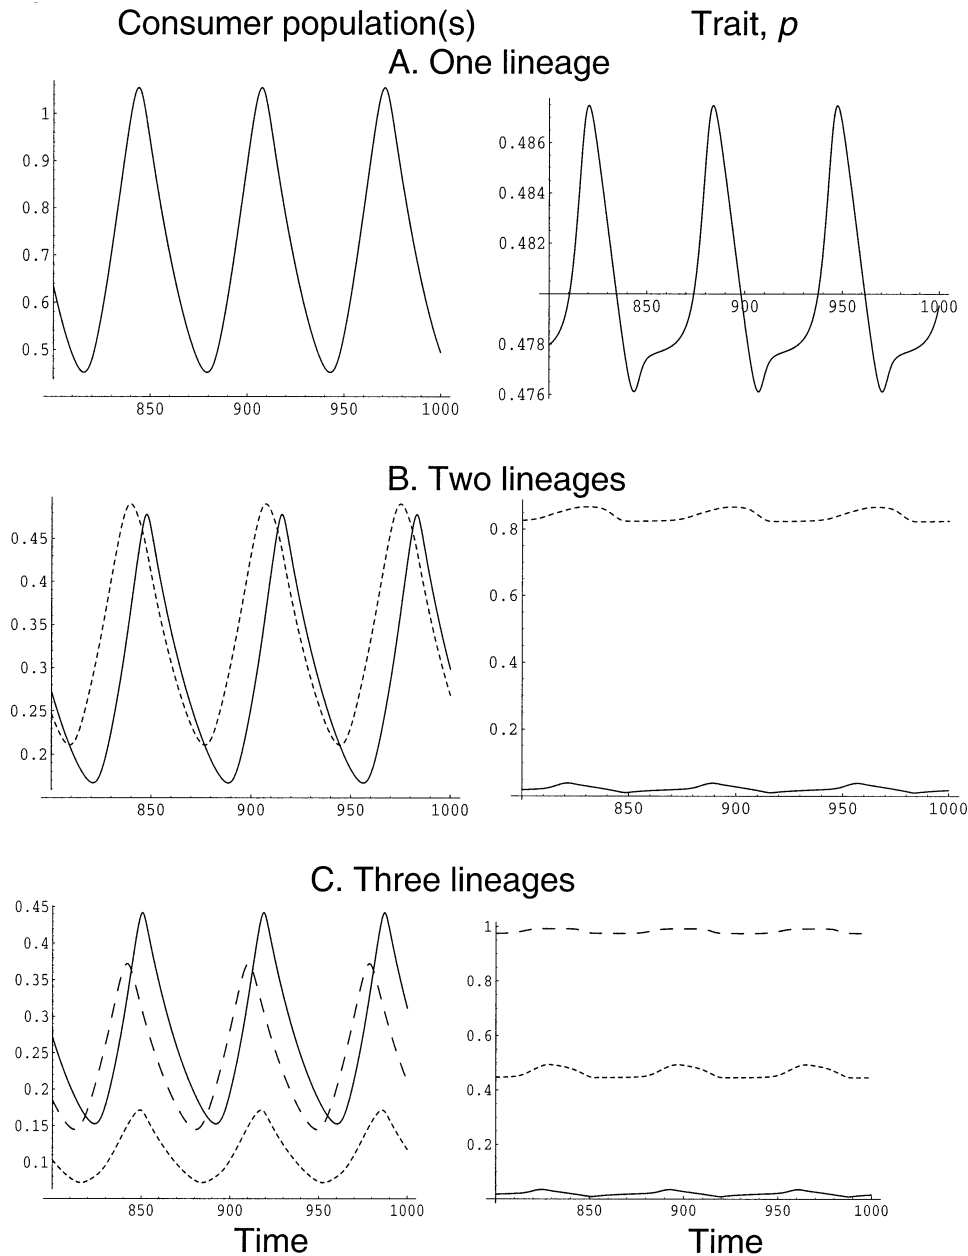 Consumer population(s) Trait, p
A. One lineage
1
0.9
0.8
0.7
0.6
0.5
850 900 950 1000
0.486
0.484
0.482
850 900 950 1000
0.478
0.476
B. Two lineages
0.45
0.4
0.35
0.3
0.25
0.2
850 900 950 1000
0.8
0.6
0.4
0.2
850 900 950 1000
C. Three lineages
0.45
0.4
0.35
0.3
0.25
0.2
0.15
0.1
850 900 950 1000
Time
1
0.8
0.6
0.4
0.2
850 900 950 1000
Time